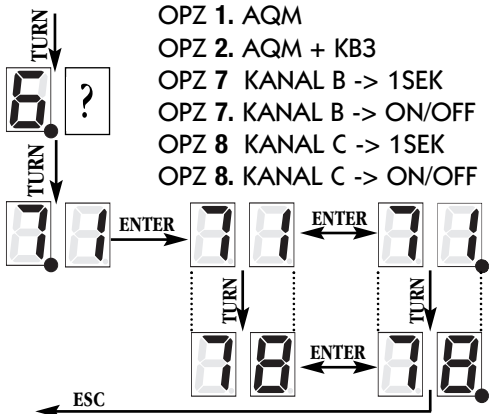 TURN
OPZ 1. AQM
OPZ 2. AQM + KB3
OPZ 7 KANAL B -> 1SEK
OPZ 7. KANAL B -> ON/OFF
OPZ 8 KANAL C -> 1SEK
OPZ 8. KANAL C -> ON/OFF
6. ?
TURN
7. 1 ENTER 7 1 ENTER 7 1.
TURN TURN
7 8 ENTER 7 8.
ESC